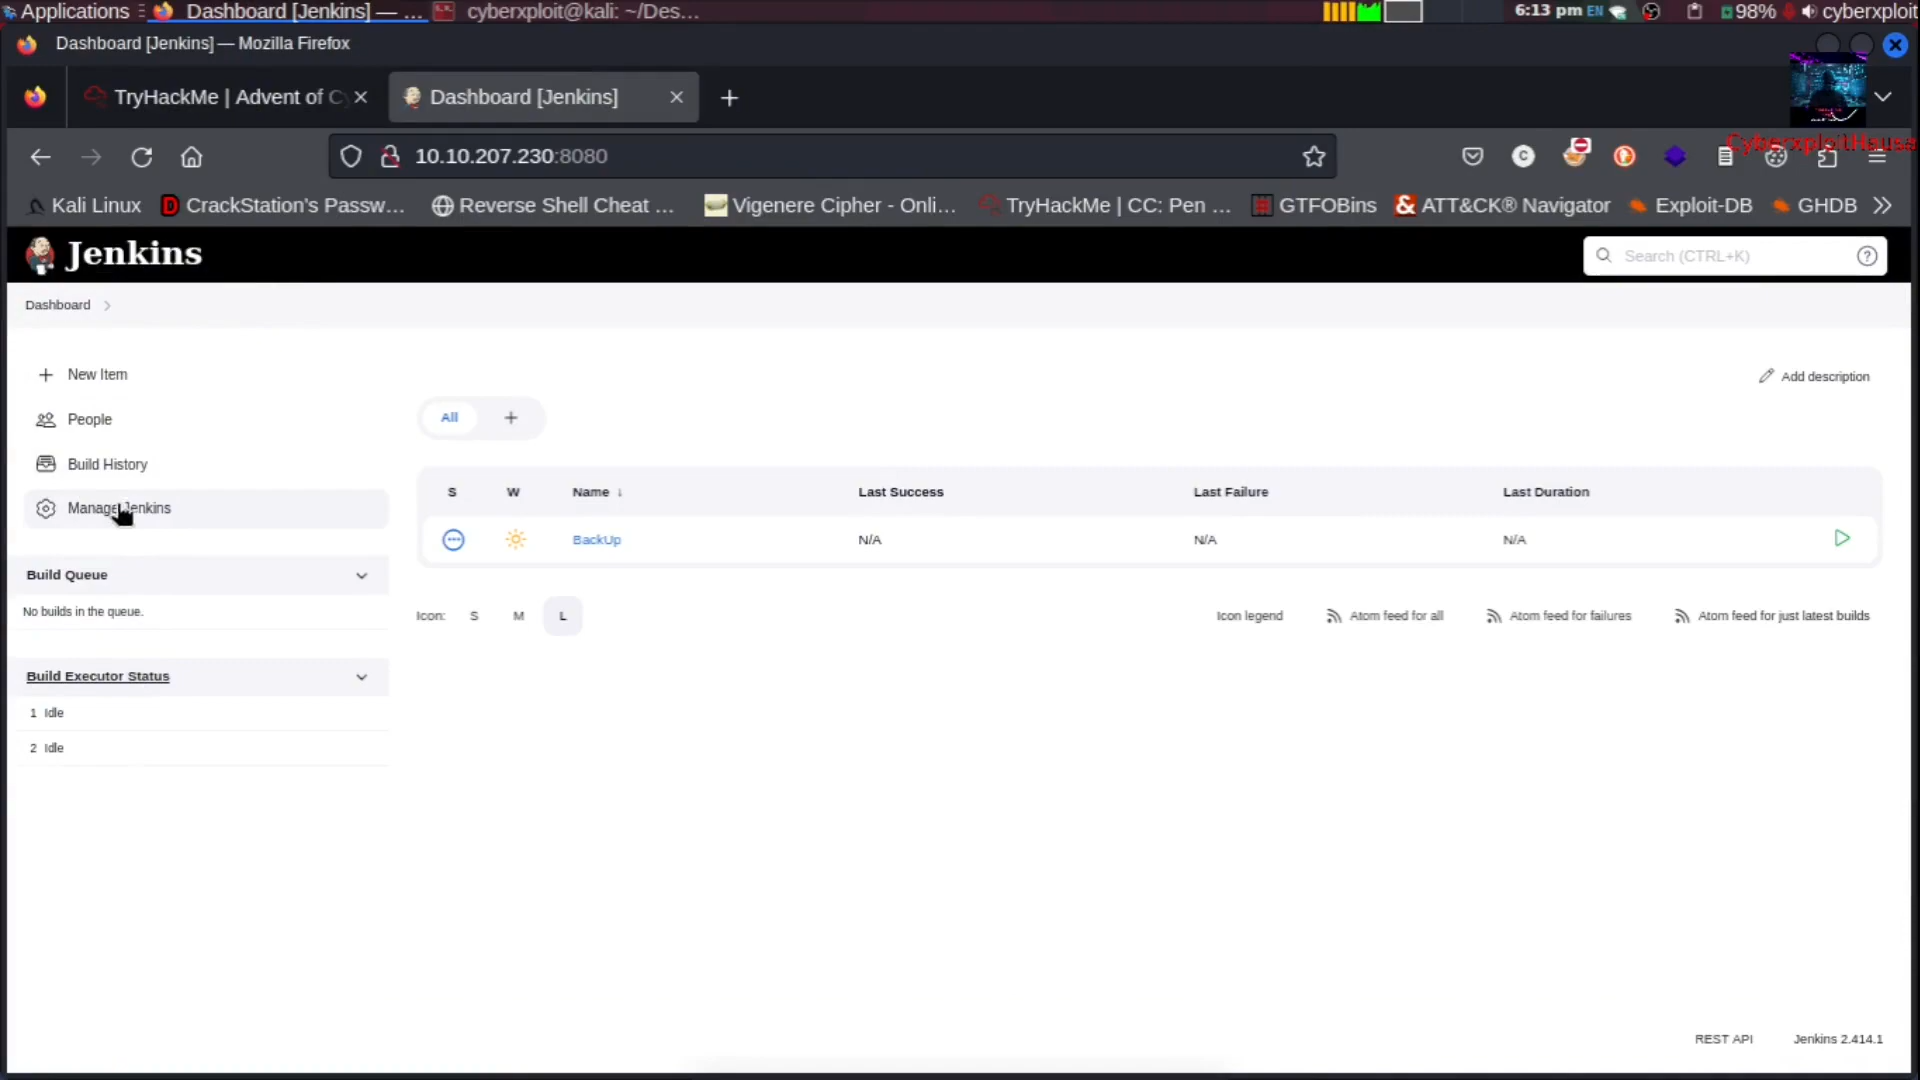 Applications Dashboard [Jenkins] — ... cyberxploit@kali: ~/Des... 6:13 pm EN 98% cyberxploit
Dashboard [Jenkins] — Mozilla Firefox
TryHackMe | Advent of C Dashboard [Jenkins]
10.10.207.230:8080
CyberxploitHausa
Kali Linux CrackStation's Passw... Reverse Shell Cheat ... Vigenere Cipher - Onli... TryHackMe | CC: Pen ... GTFOBins ATT&CK® Navigator Exploit-DB GHDB
Jenkins Search (CTRL+K)
Dashboard
New Item
Add description
People
All +
Build History
S W Name ↓ Last Success Last Failure Last Duration
Manage Jenkins
BackUp N/A N/A N/A
Build Queue
No builds in the queue.
Icon: S M L Icon legend Atom feed for all Atom feed for failures Atom feed for just latest builds
Build Executor Status
1 Idle
2 Idle
REST API Jenkins 2.414.1